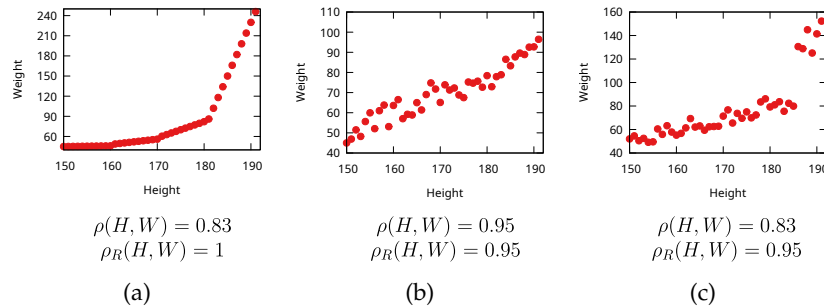 240
210
180
150
120
90
60
150 160 170 180 190
Weight
Height
ρ(H, W) = 0.83
ρ_R(H, W) = 1
(a)
100
90
80
70
60
50
40
150 160 170 180 190
Weight
Height
ρ(H, W) = 0.95
ρ_R(H, W) = 0.95
(b)
160
140
120
100
80
60
40
150 160 170 180 190
Weight
Height
ρ(H, W) = 0.83
ρ_R(H, W) = 0.95
(c)